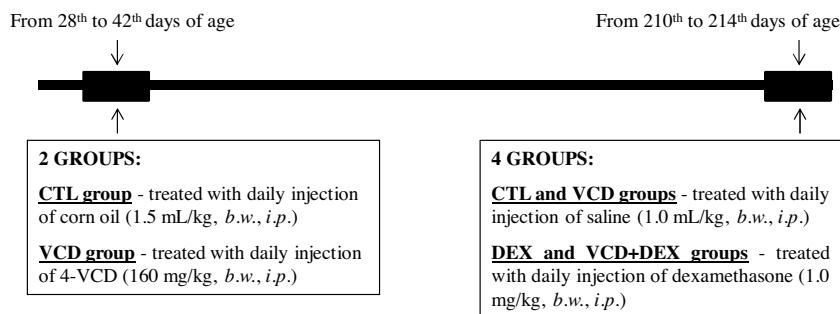 From 28th to 42th days of age
From 210th to 214th days of age
2 GROUPS:
CTL group - treated with daily injection
of corn oil (1.5 mL/kg, b.w., i.p.)
VCD group - treated with daily injection
of 4-VCD (160 mg/kg, b.w., i.p.)
4 GROUPS:
CTL and VCD groups - treated with daily
injection of saline (1.0 mL/kg, b.w., i.p.)
DEX and VCD+DEX groups - treated
with daily injection of dexamethasone (1.0
mg/kg, b.w., i.p.)